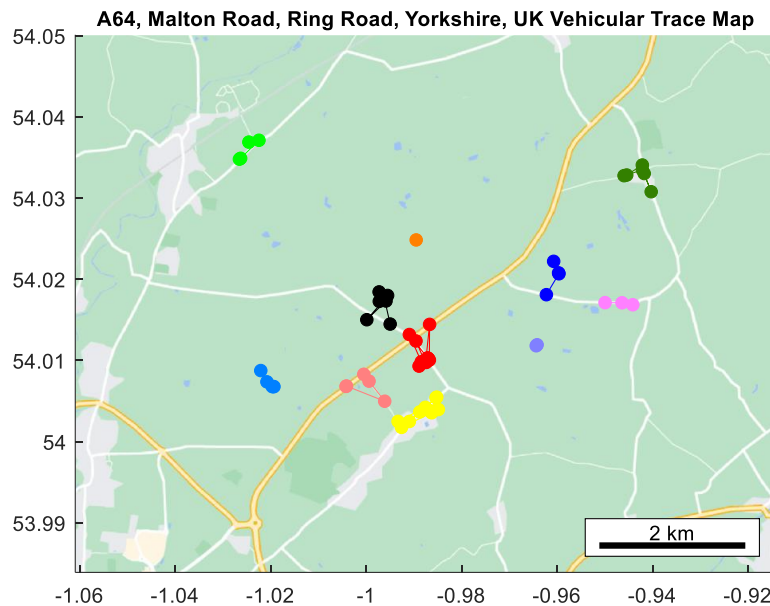 A64, Malton Road, Ring Road, Yorkshire, UK Vehicular Trace Map
54.05
54.04
54.03
54.02
54.01
54
53.99
2 km
-1.06 -1.04 -1.02 -1 -0.98 -0.96 -0.94 -0.92